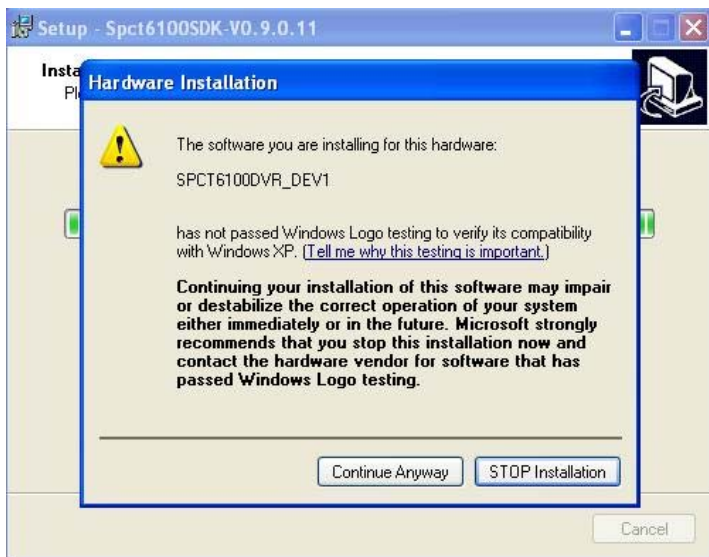 Setup - Spct6100SDK-V0.9.0.11
Insta
Hardware Installation
The software you are installing for this hardware:
SPCT6100DVR_DEV1
has not passed Windows Logo testing to verify its compatibility
with Windows XP. (Tell me why this testing is important.)
Continuing your installation of this software may impair
or destabilize the correct operation of your system
either immediately or in the future. Microsoft strongly
recommends that you stop this installation now and
contact the hardware vendor for software that has
passed Windows Logo testing.
Continue Anyway
STOP Installation
Cancel